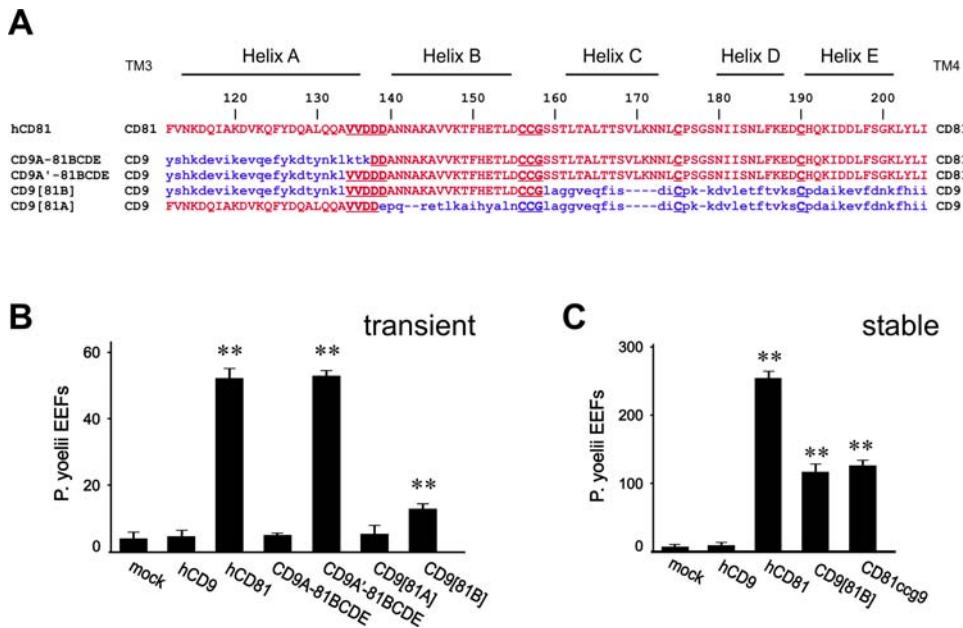 A
Helix A Helix B Helix C Helix D Helix E
TM3 TM4
120 130 140 150 160 170 180 190 200
hCD81 CD81 FVNKDQIAKDVKQFYDQALQQAVVDDDANNAKAVVKTFHETLDCCGSSTLTALTTSVLKNNLCPSGSNIISNLFKEDCHQKIDDLFSGKLYLI CD81
CD9A-81BCDE CD9 yshkdevikevqefykdtynklktkDDANNAKAVVKTFHETLDCCGSSTLTALTTSVLKNNLCPSGSNIISNLFKEDCHQKIDDLFSGKLYLI CD81
CD9A'-81BCDE CD9 yshkdevikevqefykdtynklVVDDDANNAKAVVKTFHETLDCCGSSTLTALTTSVLKNNLCPSGSNIISNLFKEDCHQKIDDLFSGKLYLI CD81
CD9[81B] CD9 yshkdevikevqefykdtynklVVDDDANNAKAVVKTFHETLDCCGlaggveqfis----diCpk-kdvletftvksCpdaikevfdnkfhii CD9
CD9[81A] CD9 FVNKDQIAKDVKQFYDQALQQAVVDDDepq--retlkaihyalnCCGlaggveqfis----diCpk-kdvletftvksCpdaikevfdnkfhii CD9
B transient
P. yoelii EEFs
60
40
20
0
** ** **
mock hCD9 hCD81 CD9A-81BCDE CD9A'-81BCDE CD9[81A] CD9[81B]
C stable
P. yoelii EEFs
300
200
100
0
** ** **
mock hCD9 hCD81 CD9[81B] CD81ccg9